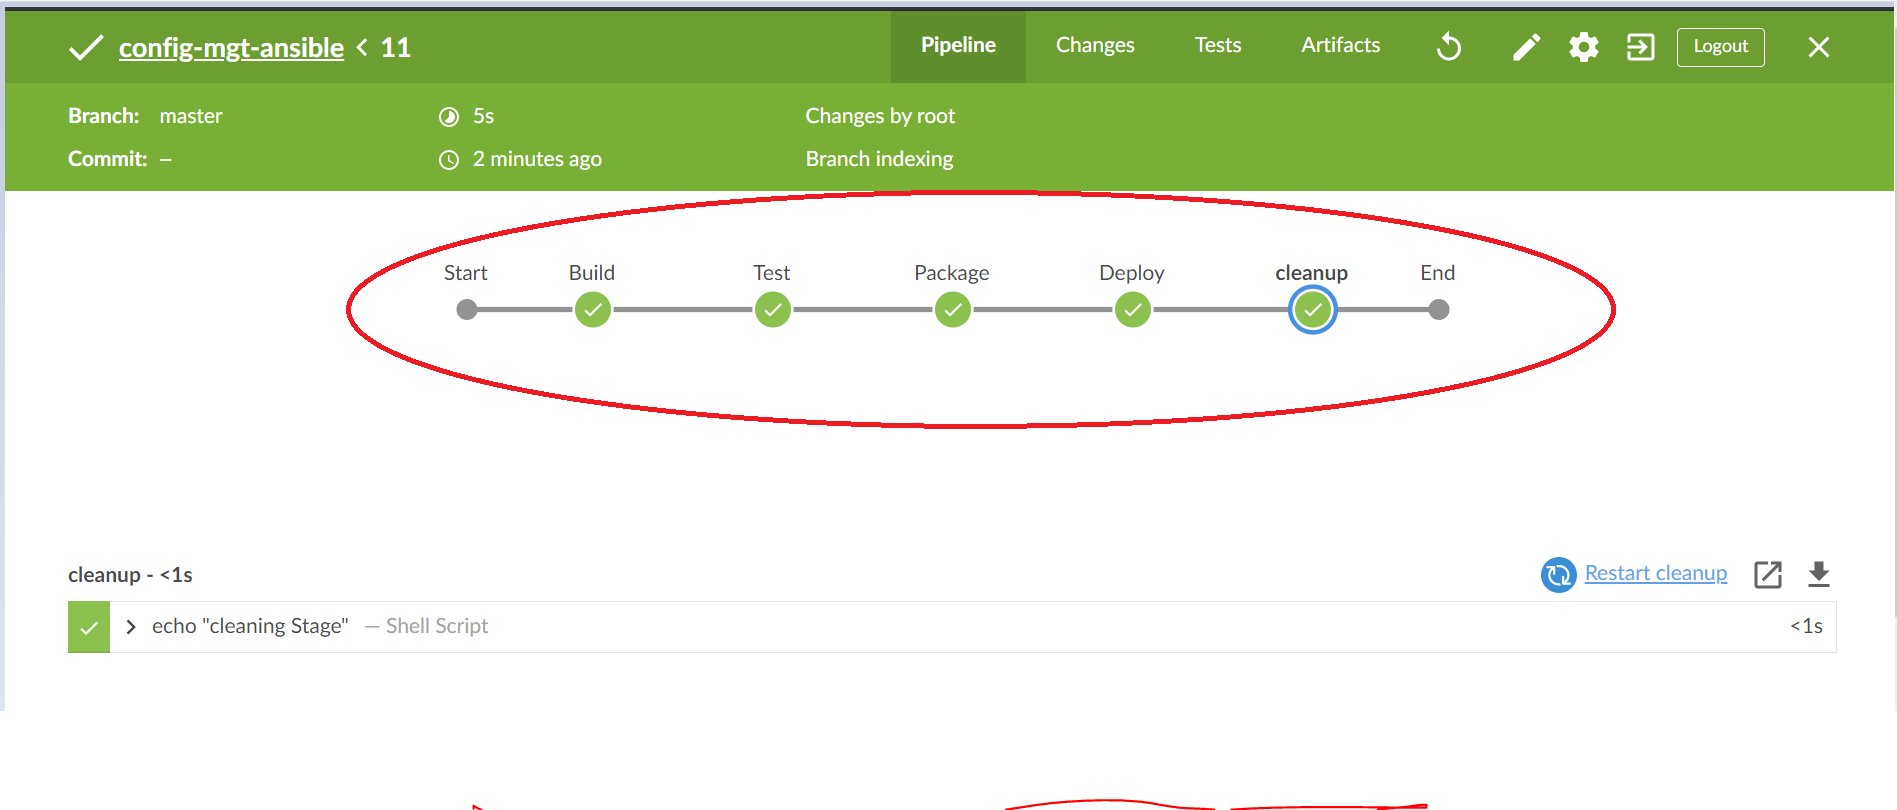 config-mgt-ansible < 11
Pipeline
Changes
Tests
Artifacts
Logout
Branch: master
5s
Changes by root
Commit: –
2 minutes ago
Branch indexing
Start
Build
Test
Package
Deploy
cleanup
End
cleanup - <1s
Restart cleanup
echo "cleaning Stage" — Shell Script
<1s